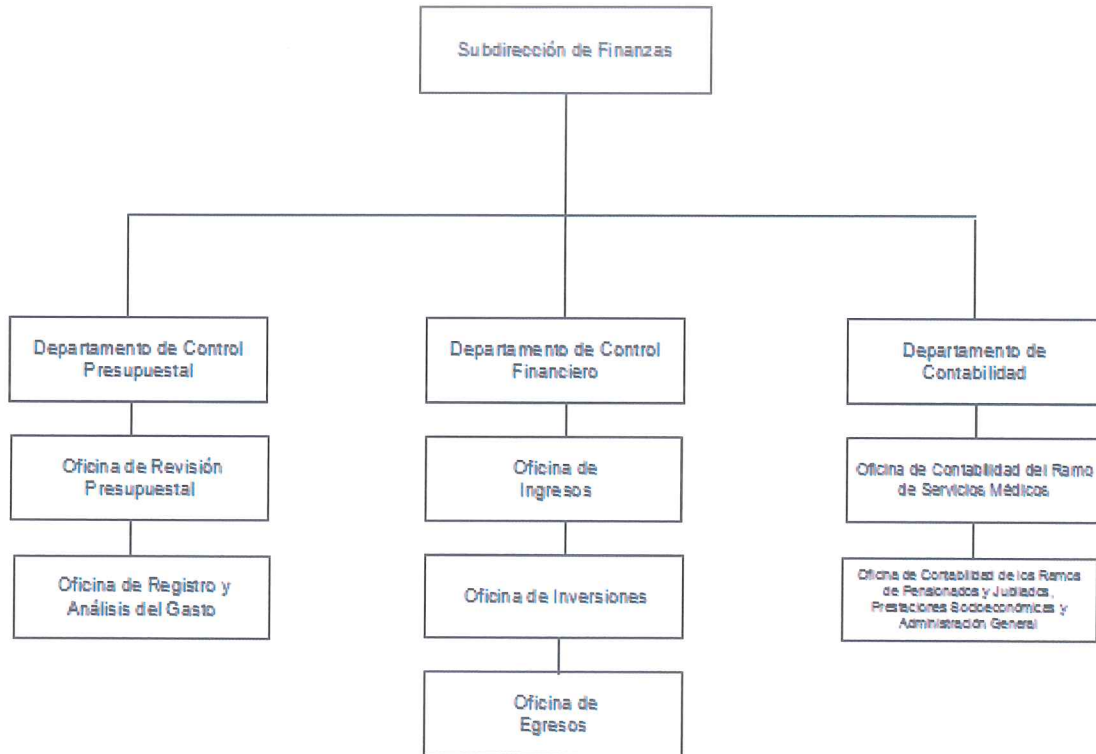 Subdirección de Finanzas
Departamento de Control
Presupuestal
Oficina de Revisión
Presupuestal
Oficina de Registro y
Análisis del Gasto
Departamento de Control
Financiero
Oficina de
Ingresos
Oficina de Inversiones
Oficina de
Egresos
Departamento de
Contabilidad
Oficina de Contabilidad del Ramo
de Servicios Médicos
Oficina de Contabilidad de los Ramos
de Pensionados y Jubilados,
Prestaciones Socioeconómicas y
Administración General